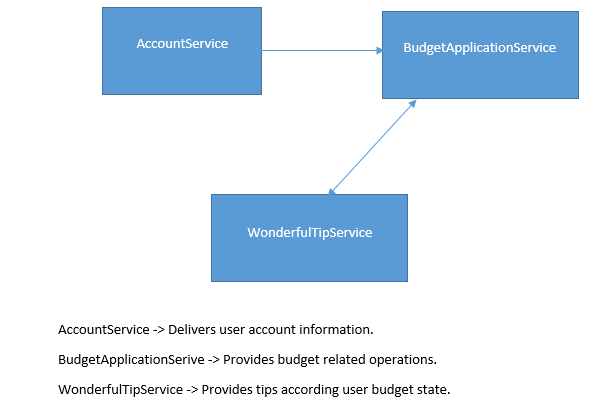 AccountService
BudgetApplicationService
WonderfulTipService
AccountService -> Delivers user account information.
BudgetApplicationSerive -> Provides budget related operations.
WonderfulTipService -> Provides tips according user budget state.